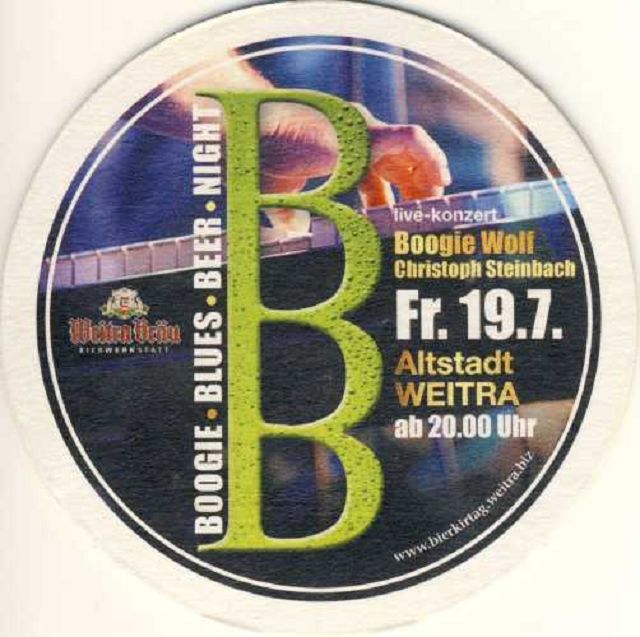 BOOGIE•BLUES•BEER•NIGHT
BBB
live-konzert
Boogie Wolf
Christoph Steinbach
Fr. 19.7.
Altstadt
WEITRA
ab 20.00 Uhr
Weitra Bräu
BIERWERKSTATT
www.bierkirtag.weitra.biz